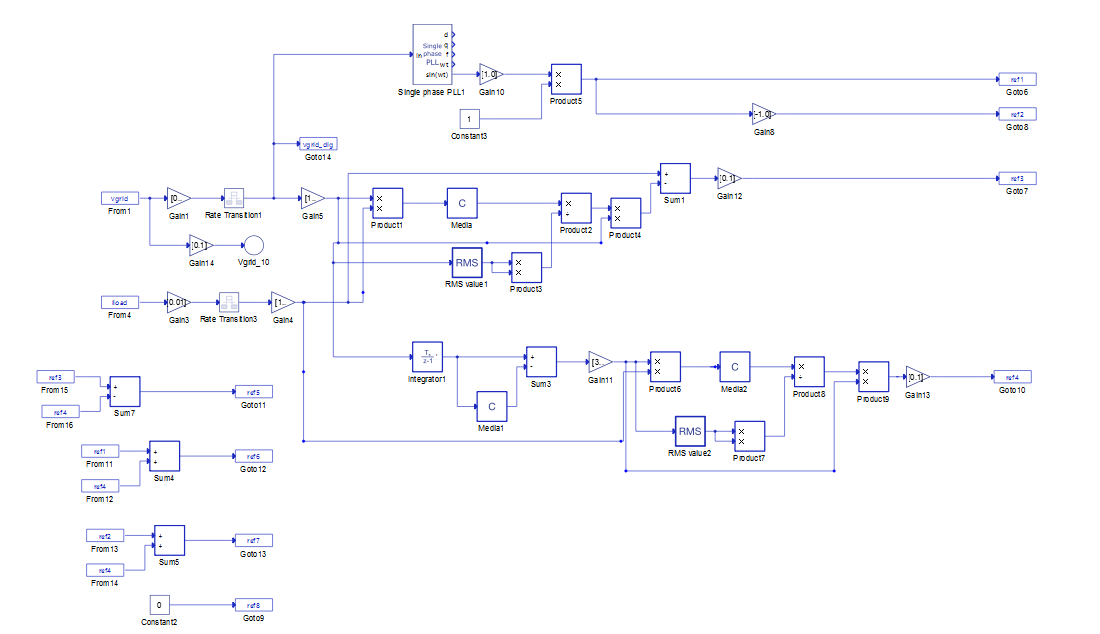 d
Single q
In phase f
PLL wt
sin(wt)
Single phase PLL1
[1.0]
Gain10
×
×
Product5
ref1
Goto6
1
Constant3
[-1.0]
Gain8
ref2
Goto8
vgrid_dig
Goto14
Vgrid
From1
[0...
Gain1
Rate Transition1
[1...
Gain5
×
×
Product1
C
Media
×
÷
Product2
×
×
Product4
+
-
Sum1
[0.1]
Gain12
ref3
Goto7
[0.1]
Gain14
Vgrid_10
RMS
RMS value1
×
×
Product3
Iload
From4
0.01]
Gain3
Rate Transition3
[1...
Gain4
Integrator1
C
Media1
+
-
Sum3
[3...
Gain11
×
×
Product6
C
Media2
×
÷
Product8
×
×
Product9
[0.1]
Gain13
ref4
Goto10
RMS
RMS value2
×
×
Product7
ref3
From15
ref4
From16
+
-
Sum7
ref5
Goto11
ref1
From11
ref4
From12
+
+
Sum4
ref6
Goto12
ref2
From13
ref4
From14
+
+
Sum5
ref7
Goto13
0
Constant2
ref8
Goto9